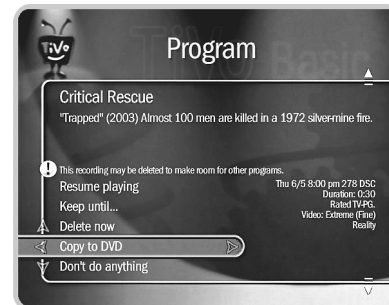 TiVo
TiVo Basic
Program
Critical Rescue
"Trapped" (2003) Almost 100 men are killed in a 1972 silver-mine fire.
This recording may be deleted to make room for other programs.
Resume playing
Keep until...
Delete now
Copy to DVD
Don't do anything
Thu 6/5 8:00 pm 278 DSC
Duration: 0:30
Rated TV-PG.
Video: Extreme (Fine)
Reality